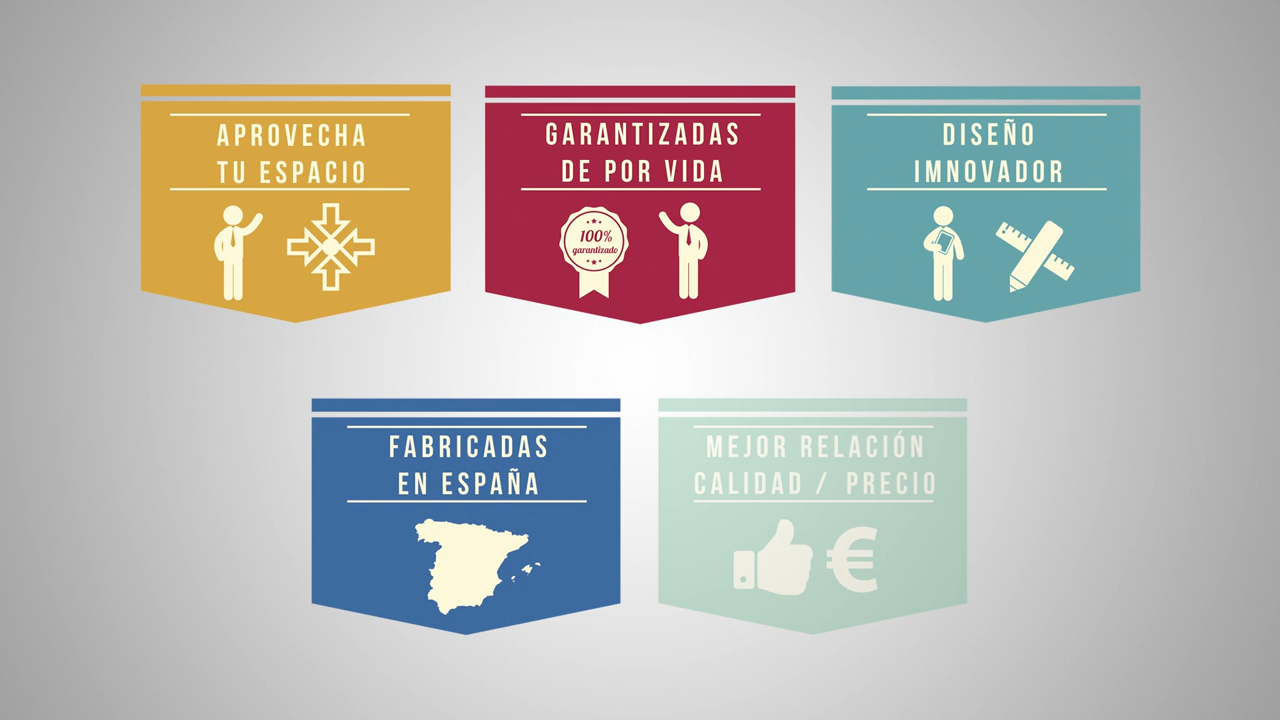 APROVECHA
TU ESPACIO
GARANTIZADAS
DE POR VIDA
100%
garantizado
DISEÑO
IMNOVADOR
FABRICADAS
EN ESPAÑA
MEJOR RELACIÓN
CALIDAD / PRECIO
€